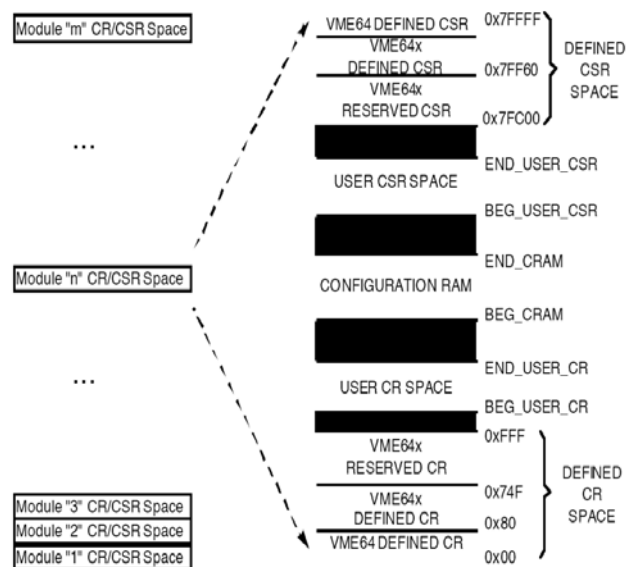 Module "m" CR/CSR Space
...
Module "n" CR/CSR Space
...
Module "3" CR/CSR Space
Module "2" CR/CSR Space
Module "1" CR/CSR Space
VME64 DEFINED CSR
VME64x
DEFINED CSR
VME64x
RESERVED CSR
USER CSR SPACE
CONFIGURATION RAM
USER CR SPACE
VME64x
RESERVED CR
VME64x
DEFINED CR
VME64 DEFINED CR
0x7FFFF
0x7FF60
0x7FC00
END_USER_CSR
BEG_USER_CSR
END_CRAM
BEG_CRAM
END_USER_CR
BEG_USER_CR
0xFFF
0x74F
0x80
0x00
DEFINED
CSR
SPACE
DEFINED
CR
SPACE